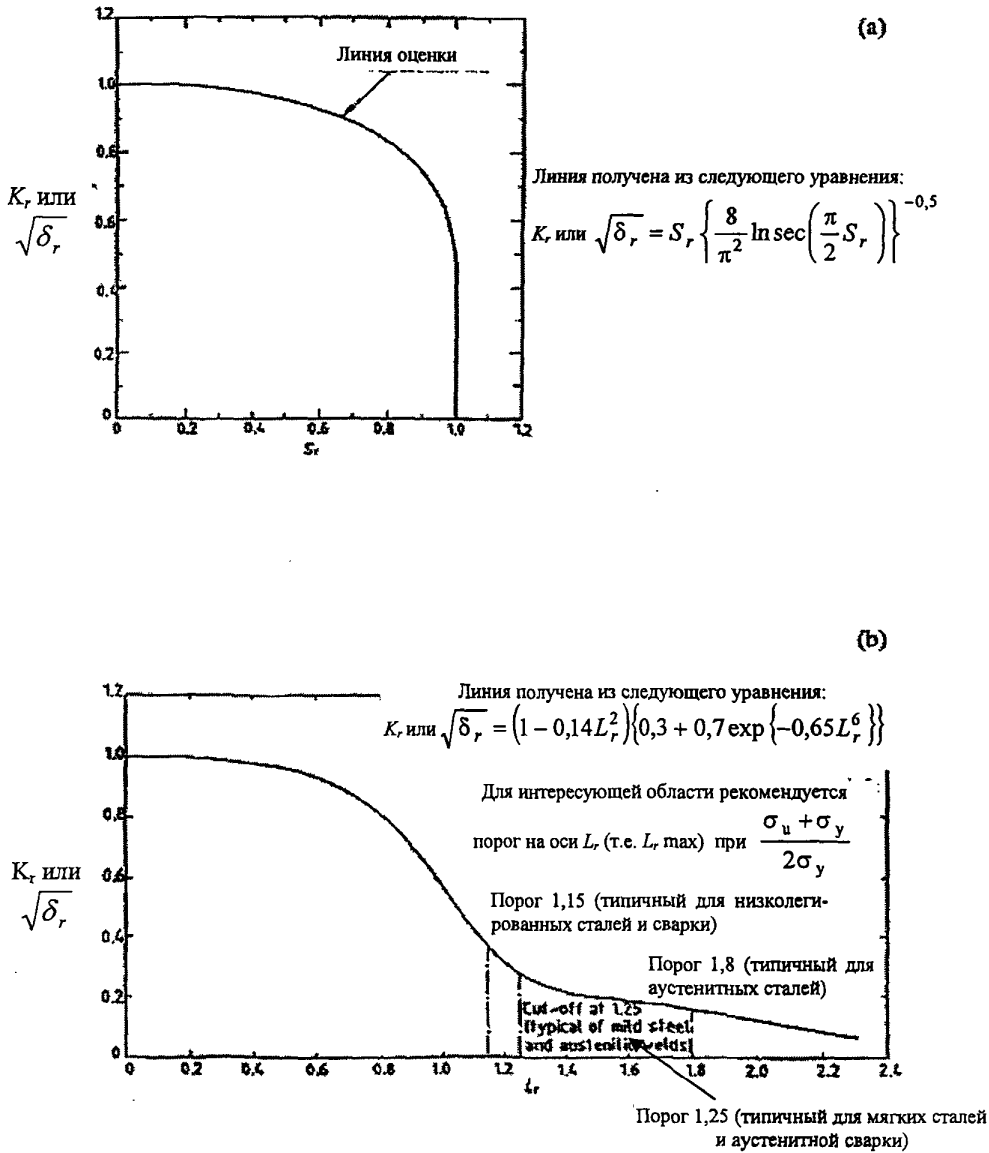 (a)
1.2
1.0
0.8
0.6
0.4
0.2
0
Линия оценки
K_r или
√δ_r
0 0.2 0.4 0.6 0.8 1.0 1.2
S_r
Линия получена из следующего уравнения:
K_r или √δ_r = S_r { 8/π² ln sec ( π/2 S_r ) }^−0,5
(b)
1.2
1.0
0.8
0.6
0.4
0.2
0
K_r или
√δ_r
Линия получена из следующего уравнения:
K_r или √δ_r = (1 − 0,14L_r²){0,3 + 0,7 exp {−0,65L_r⁶}}
Для интересующей области рекомендуется
порог на оси L_r (т.е. L_r max) при (σ_u + σ_y)/(2σ_y)
Порог 1,15 (типичный для низколеги-
рованных сталей и сварки)
Порог 1,8 (типичный для
аустенитных сталей)
Cut-off at 1.25
(typical of mild steel
and austenitic welds)
0 0.2 0.4 0.6 0.8 1.0 1.2 1.4 1.6 1.8 2.0 2.2 2.4
L_r
Порог 1,25 (типичный для мягких сталей
и аустенитной сварки)